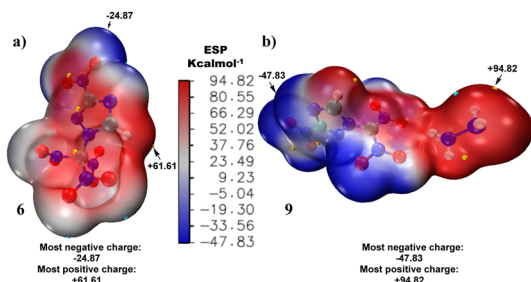 -24.87
a)
ESP
Kcalmol-1
b)
+94.82
-47.83
94.82
80.55
66.29
52.02
37.76
23.49
9.23
-5.04
-19.30
-33.56
-47.83
+61.61
6
9
Most negative charge:
-24.87
Most positive charge:
+61.61
Most negative charge:
-47.83
Most positive charge:
+94.82